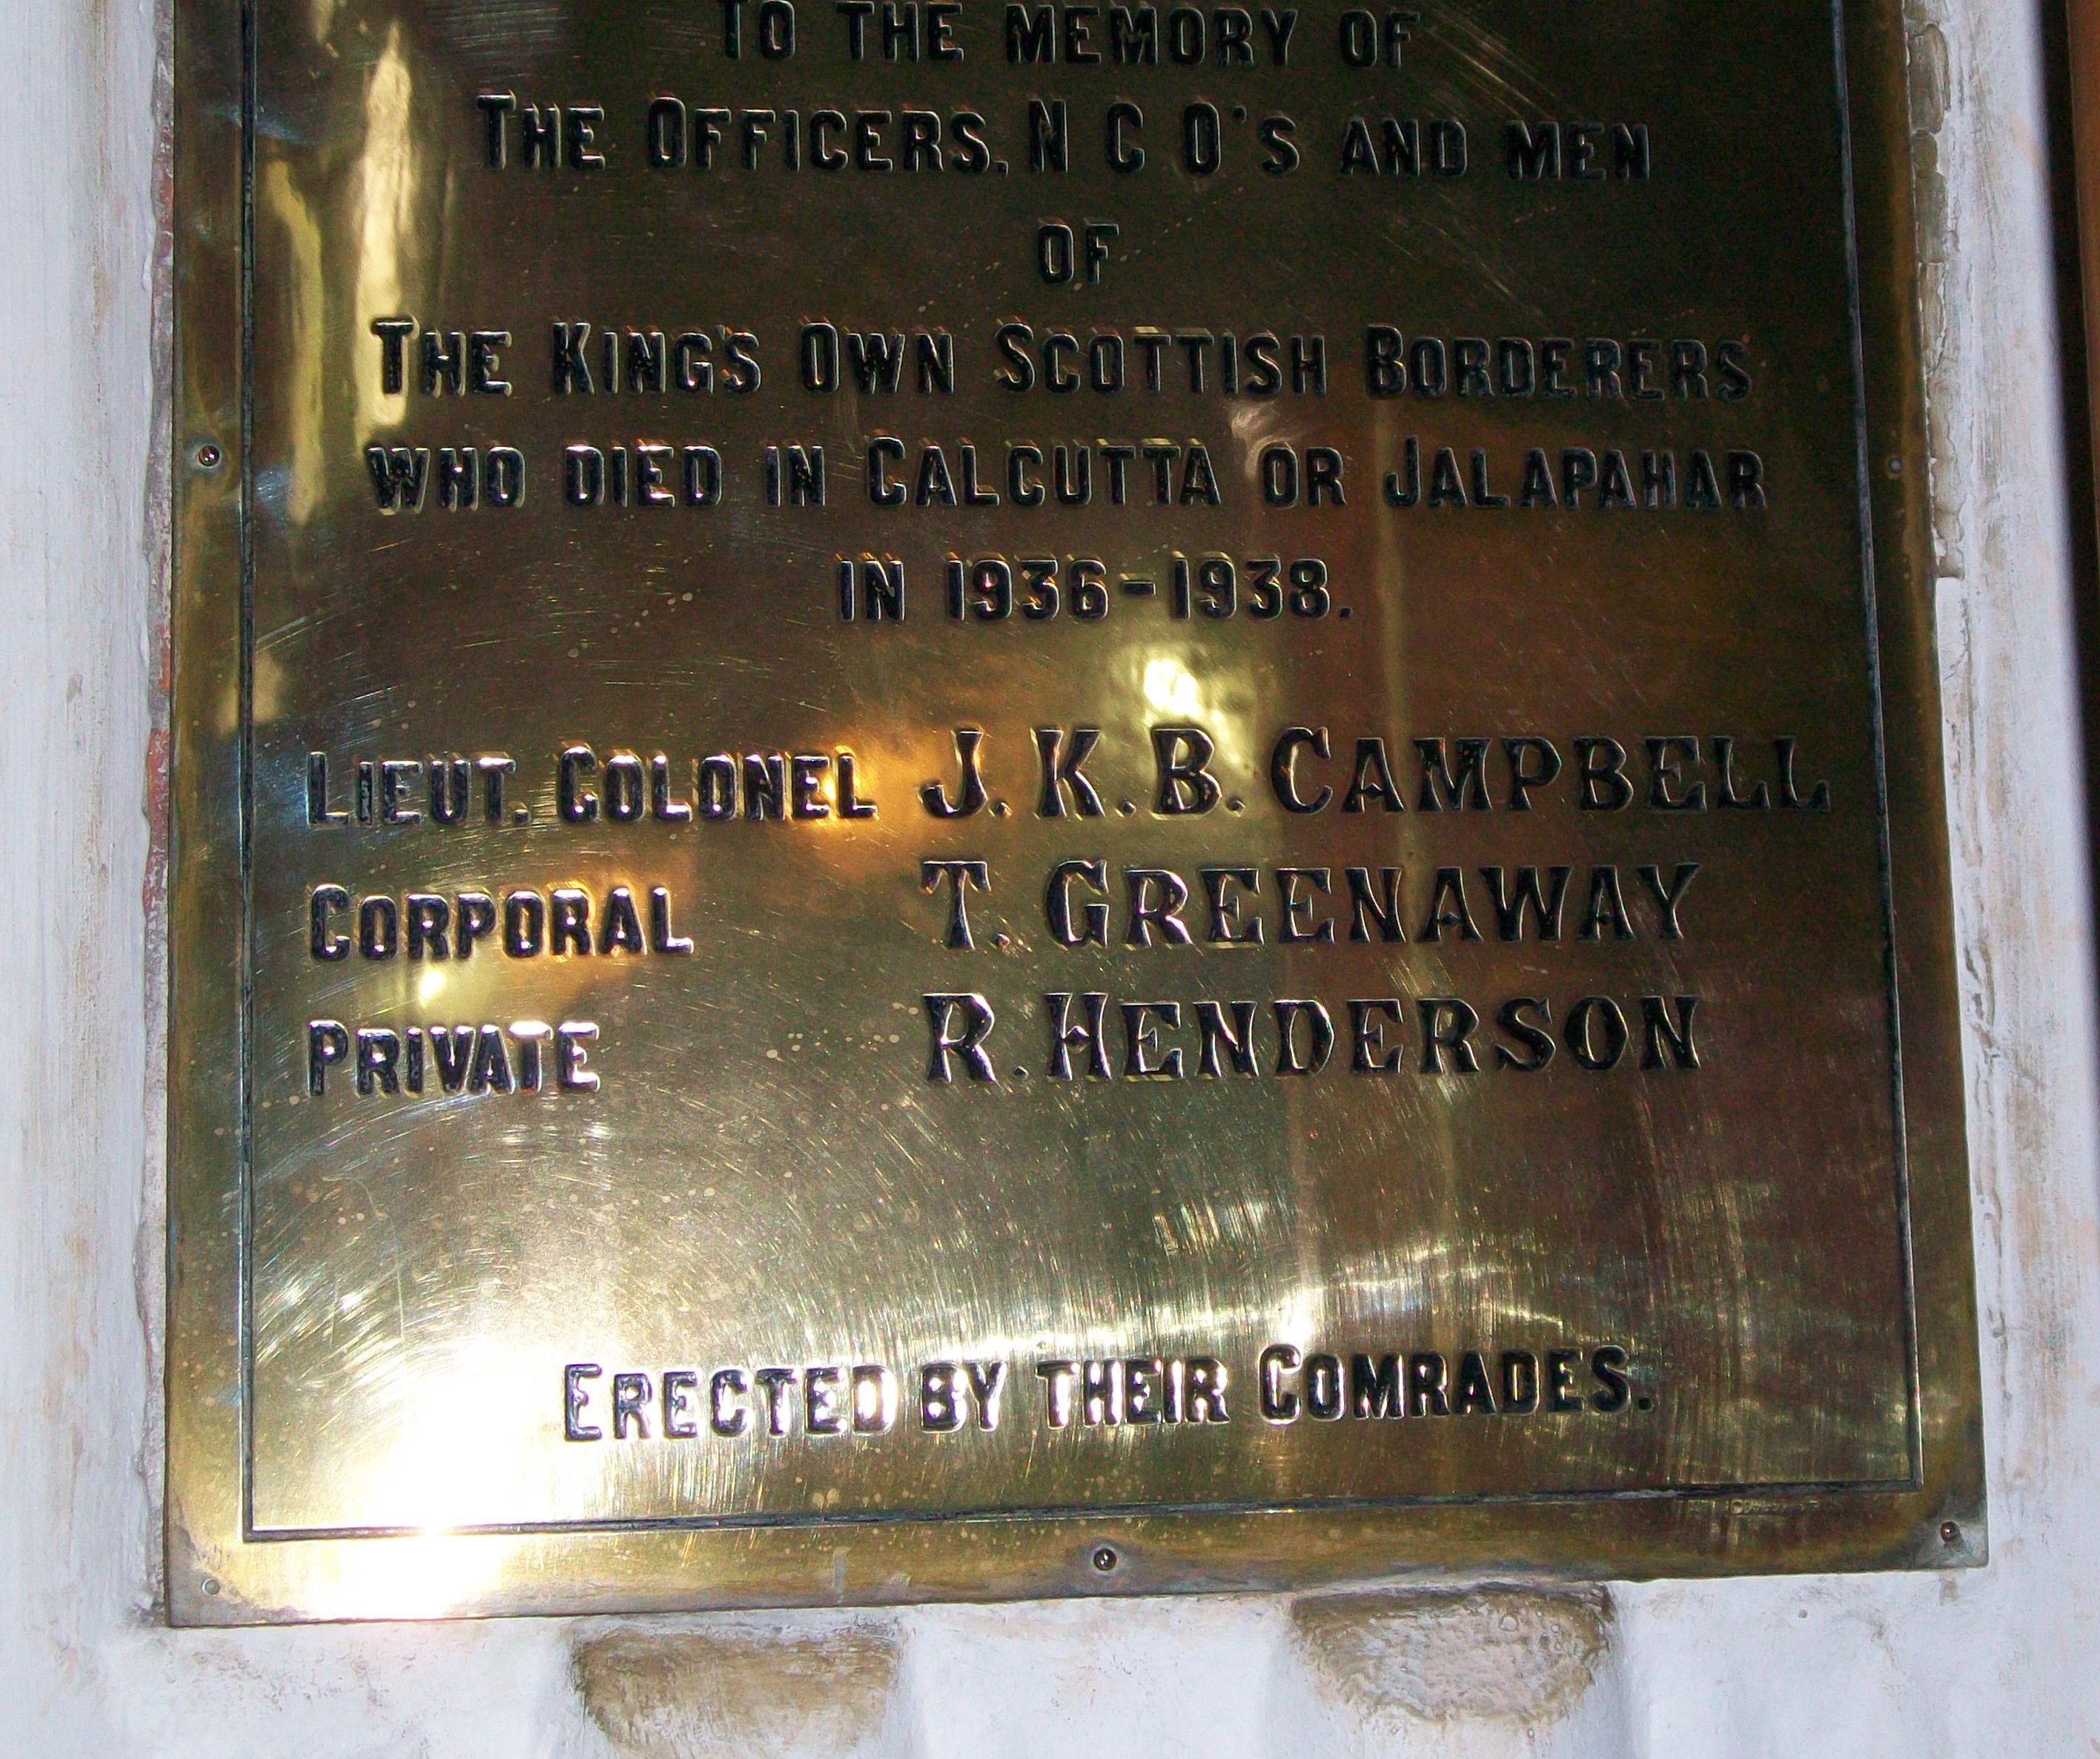 TO THE MEMORY OF
THE OFFICERS, N C O'S AND MEN
OF
THE KING'S OWN SCOTTISH BORDERERS
WHO DIED IN CALCUTTA OR JALAPAHAR
IN 1936-1938.
LIEUT. COLONEL J. K. B. CAMPBELL
CORPORAL T. GREENAWAY
PRIVATE R. HENDERSON
ERECTED BY THEIR COMRADES.